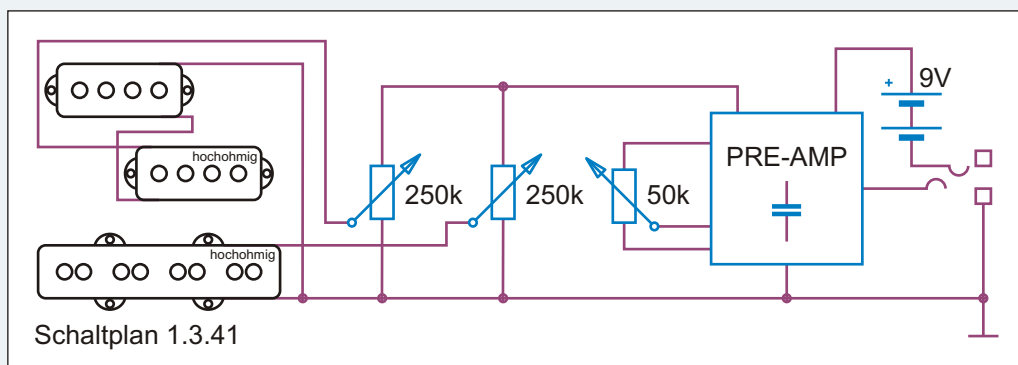 9V
+
hochohmig
PRE-AMP
250k
250k
50k
hochohmig
Schaltplan 1.3.41